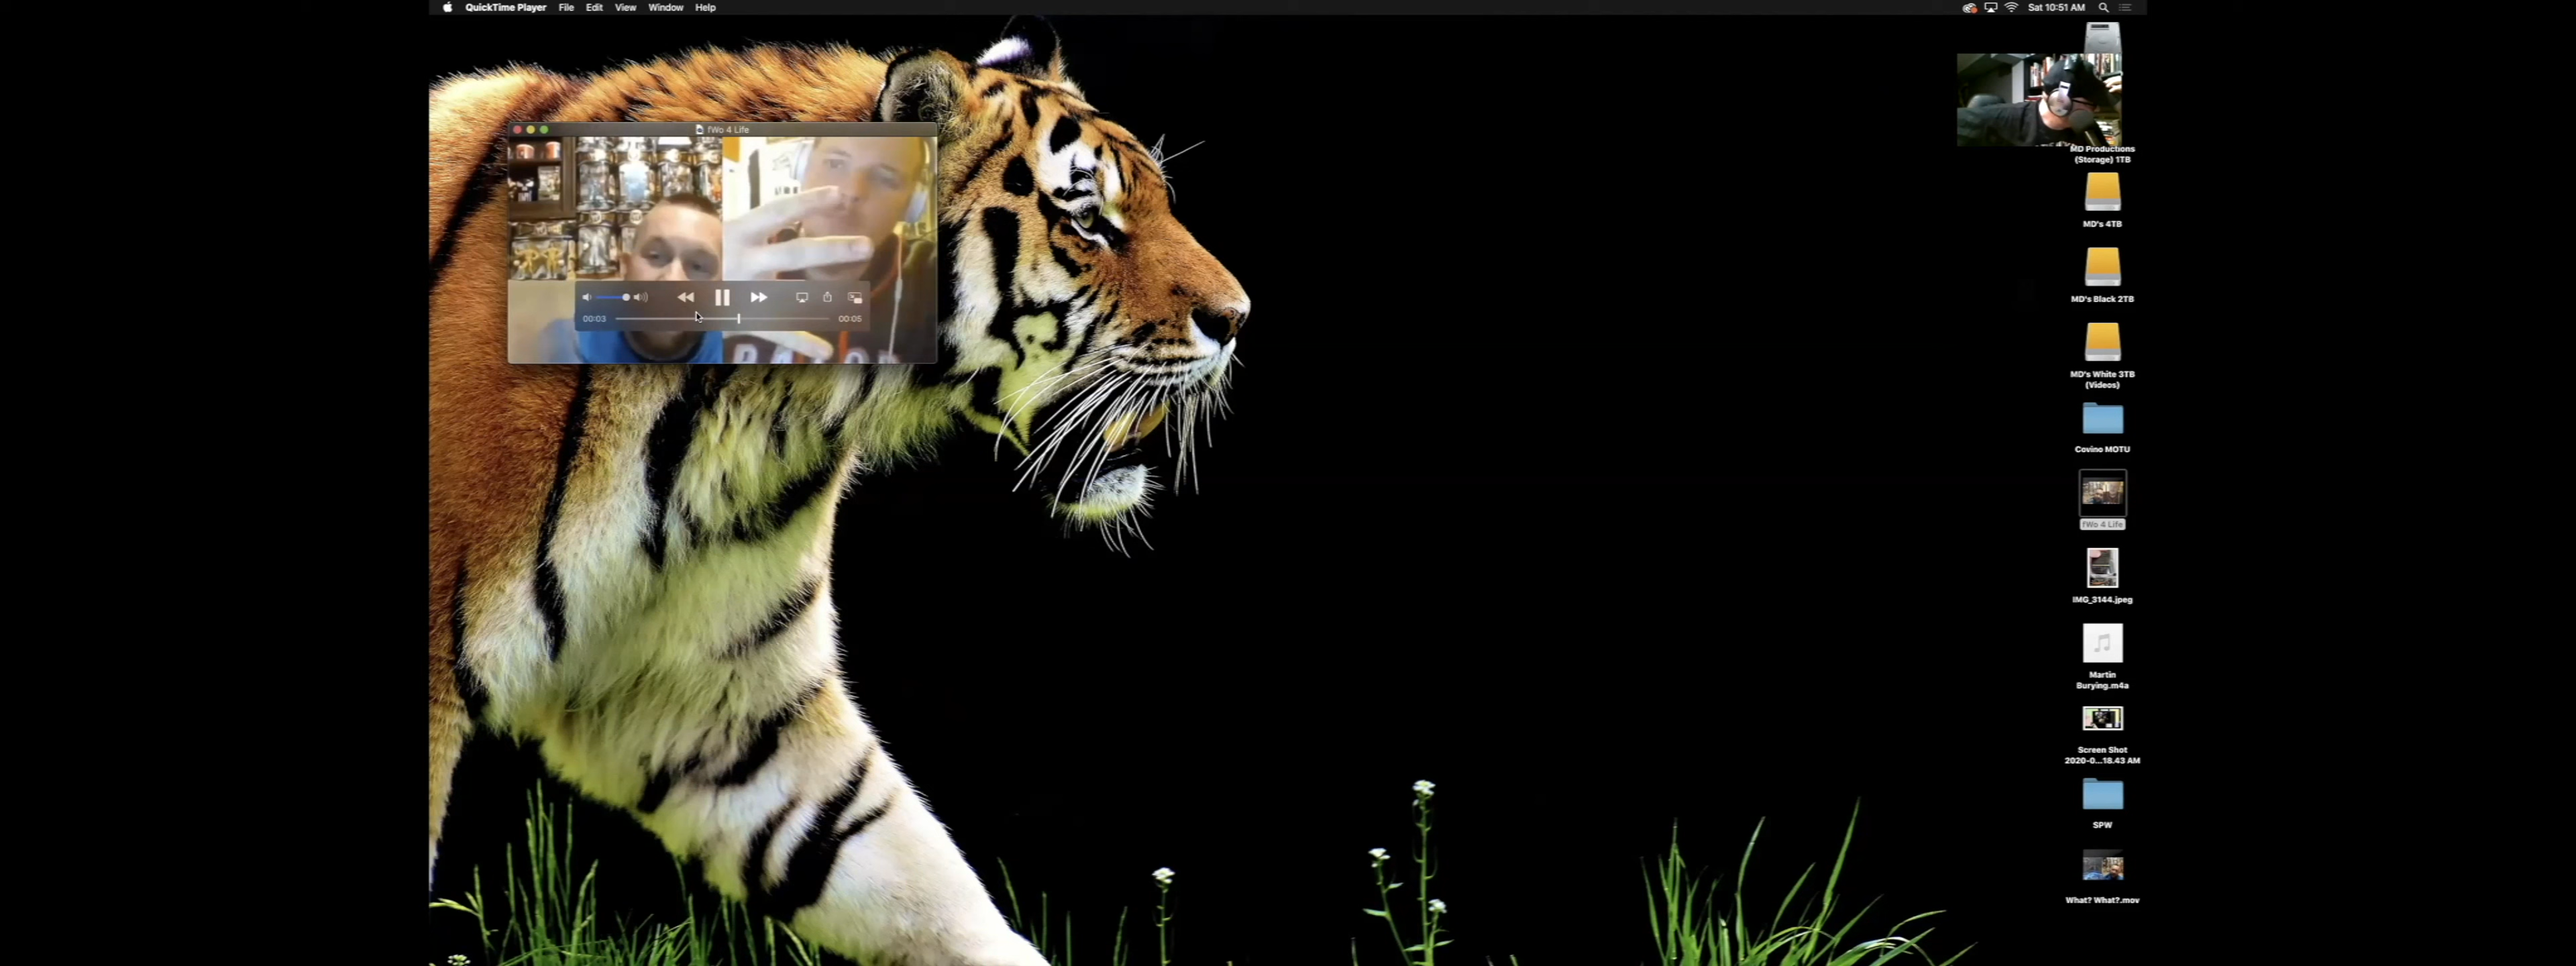 QuickTime Player File Edit View Window Help
Sat 10:51 AM
fWo 4 Life
00:03
00:05
MD Productions
(Storage) 1TB
MD's 4TB
MD's Black 2TB
MD's White 3TB
(Videos)
Covino MOTU
fWo 4 Life
IMG_3144.jpeg
Martin
Burying.m4a
Screen Shot
2020-0...18.43 AM
SPW
What? What?.mov